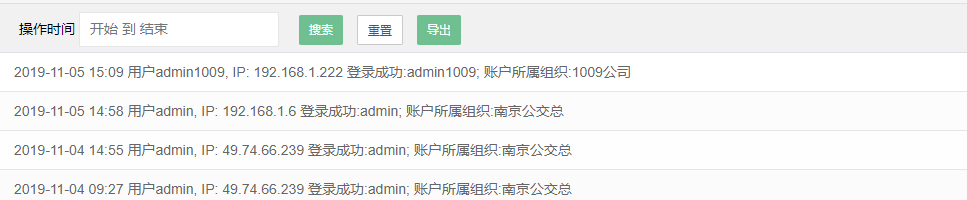 操作时间 开始 到 结束 搜索 重置 导出
2019-11-05 15:09 用户admin1009, IP: 192.168.1.222 登录成功:admin1009; 账户所属组织:1009公司
2019-11-05 14:58 用户admin, IP: 192.168.1.6 登录成功:admin; 账户所属组织:南京公交总
2019-11-04 14:55 用户admin, IP: 49.74.66.239 登录成功:admin; 账户所属组织:南京公交总
2019-11-04 09:27 用户admin, IP: 49.74.66.239 登录成功:admin; 账户所属组织:南京公交总